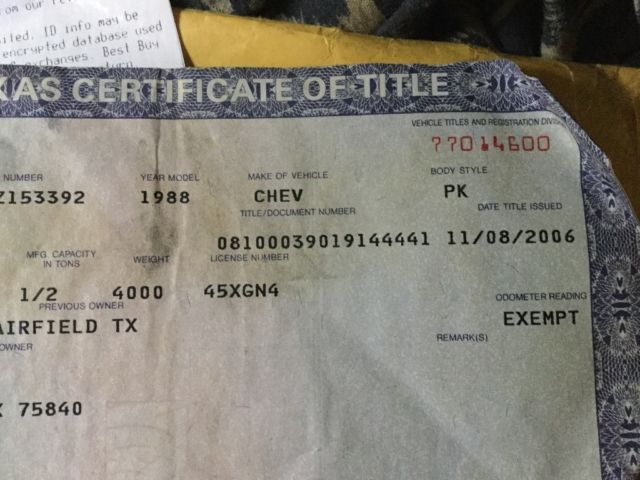 ID info may be
encrypted database used
exchanges. Best Buy
return.
XAS CERTIFICATE OF TITLE
VEHICLE TITLES AND REGISTRATION
77014600
NUMBER YEAR MODEL MAKE OF VEHICLE BODY STYLE
Z153392 1988 CHEV PK
TITLE/DOCUMENT NUMBER DATE TITLE ISSUED
08100039019144441 11/08/2006
MFG. CAPACITY
IN TONS WEIGHT LICENSE NUMBER
1/2 4000 45XGN4 ODOMETER READING
PREVIOUS OWNER
AIRFIELD TX EXEMPT
OWNER REMARK(S)
X 75840